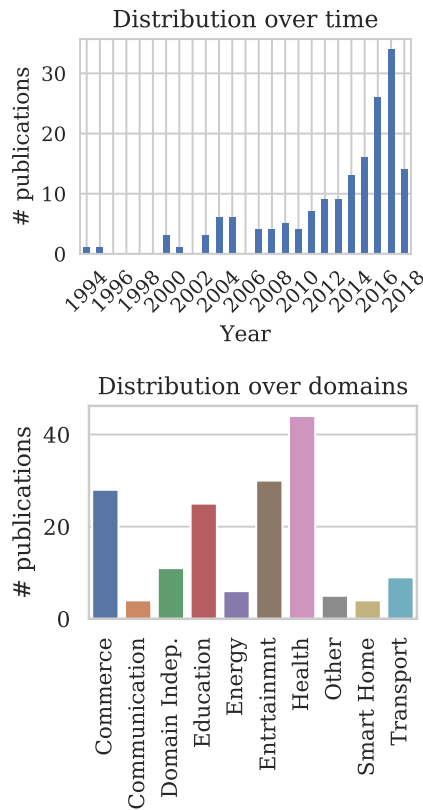 Distribution over time
# publications
30
20
10
0
1994
1996
1998
2000
2002
2004
2006
2008
2010
2012
2014
2016
2018
Year
Distribution over domains
# publications
40
20
0
Commerce
Communication
Domain Indep.
Education
Energy
Entrtainmnt
Health
Other
Smart Home
Transport